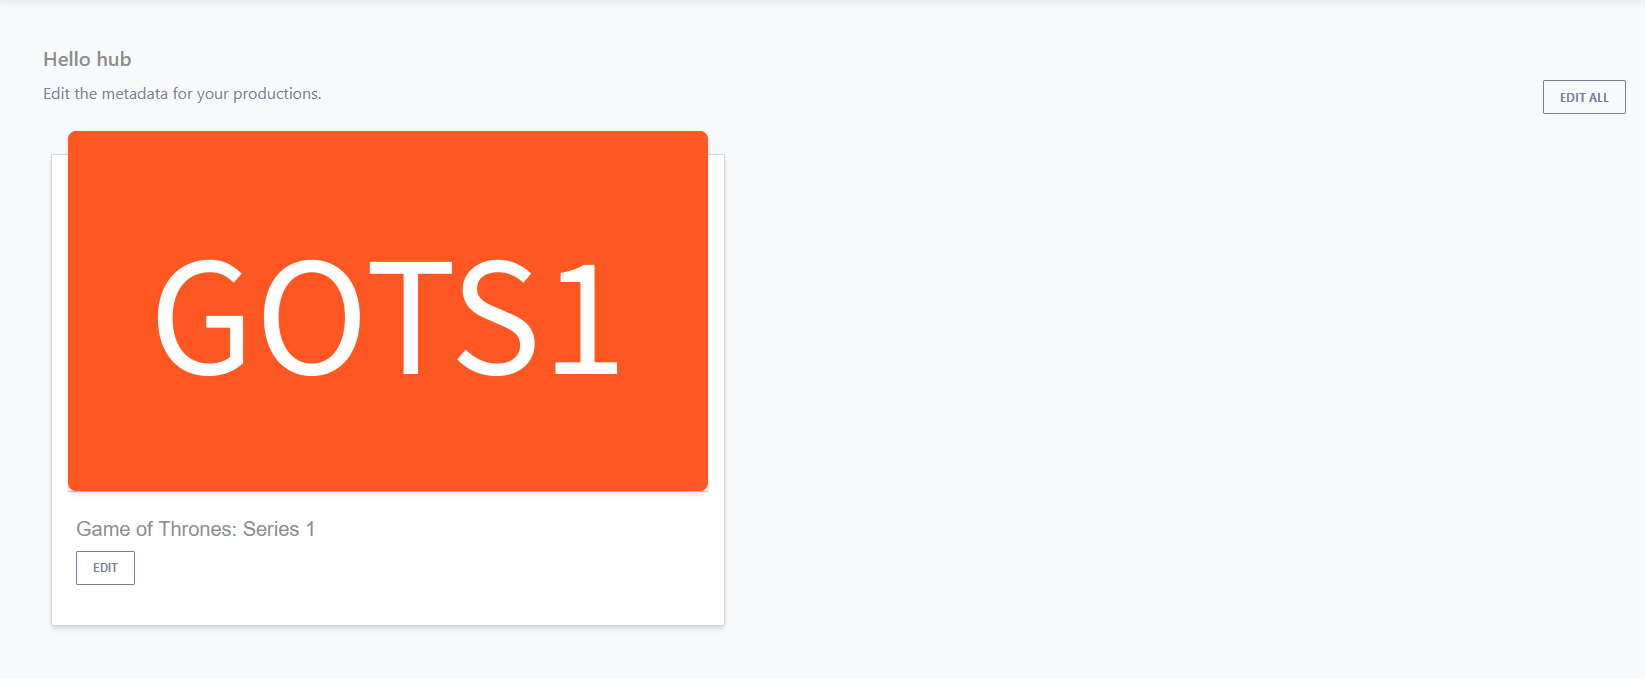 Hello hub
Edit the metadata for your productions.
EDIT ALL
GOTS1
Game of Thrones: Series 1
EDIT